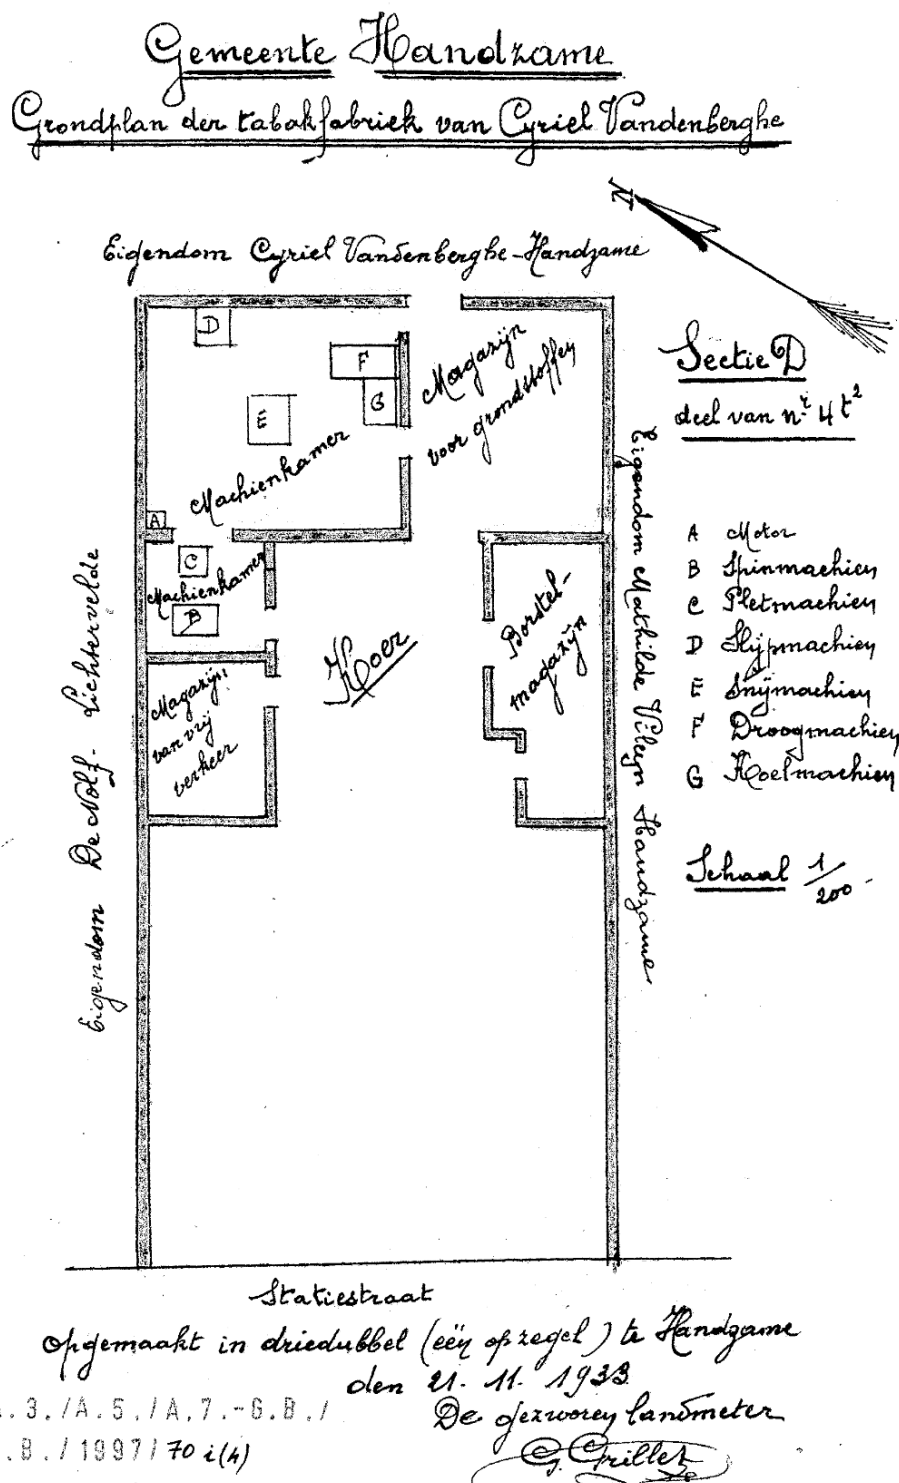 Gemeente Handzame
Grondplan der tabakfabriek van Cyriel Vandenberghe
N
Eigendom Cyriel Vandenberghe-Handzame
Sectie D
deel van nr 4 t²
D
F
G
E
A
C
B
Magazijn
voor grondstoffen
Machienkamer
Machienkamer
Magazijn
van vrij
verkeer
Koer
Borstel-
magazijn
Eigendom De Nolf- Lichtervelde
Eigendom Mathilde Vileyn Handzame
A Motor
B Spinmachien
C Pletmachien
D Slijpmachien
E Snijmachien
F Droogmachien
G Koelmachien
Schaal 1/200
Statiestraat
Opgemaakt in driedubbel (één op zegel) te Handzame
den 21. 11. 1933
De gezworen landmeter
.3./A.5./A.7.-G.B./
.B./1997/70 i(4)